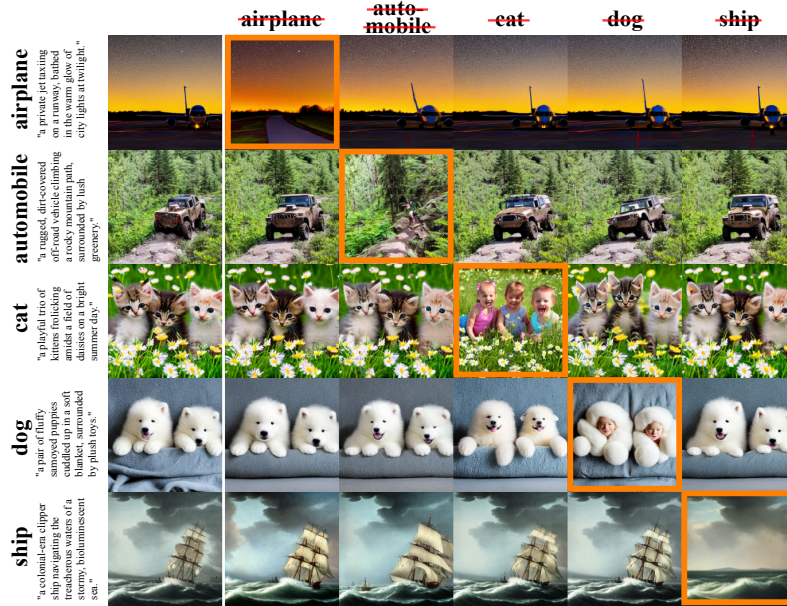 airplane
auto-
mobile
cat
dog
ship
airplane
"a private jet taxiing
on a runway, bathed
in the warm glow of
city lights at twilight."
automobile
"a rugged, dirt-covered
off-road vehicle climbing
a rocky mountain path,
surrounded by lush
greenery."
cat
"a playful trio of
kittens frolicking
amidst a field of
daisies on a bright
summer day."
dog
"a pair of fluffy
samoyed puppies
cuddled up in a soft
blanket, surrounded
by plush toys."
ship
"a colonial-era clipper
ship navigating the
treacherous waters of a
stormy, bioluminescent
sea."